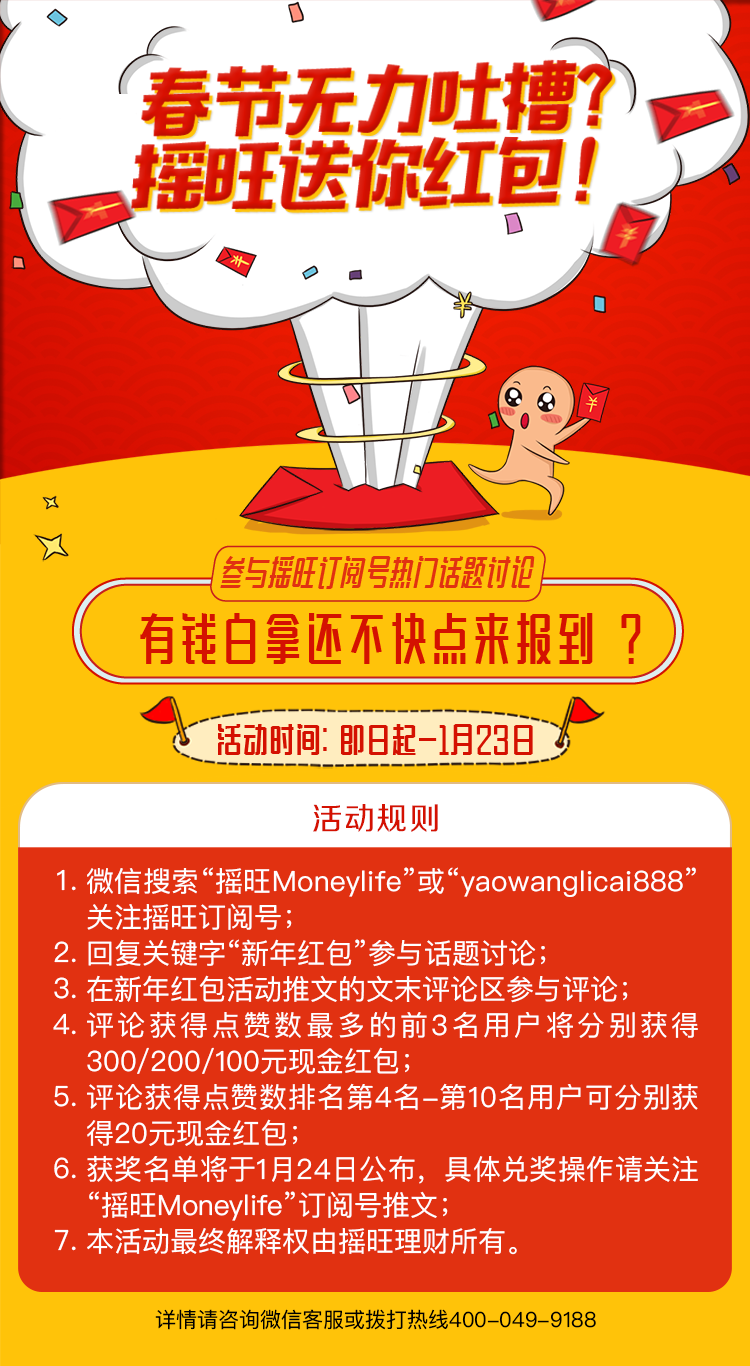 春节无力吐槽?
摇旺送你红包!
参与摇旺订阅号热门话题讨论
有钱白拿还不快点来报到 ?
活动时间: 即日起-1月23日
活动规则
1. 微信搜索“摇旺Moneylife”或“yaowanglicai888”
关注摇旺订阅号；
2. 回复关键字“新年红包”参与话题讨论；
3. 在新年红包活动推文的文末评论区参与评论；
4. 评论获得点赞数最多的前3名用户将分别获得
300/200/100元现金红包；
5. 评论获得点赞数排名第4名-第10名用户可分别获
得20元现金红包；
6. 获奖名单将于1月24日公布，具体兑奖操作请关注
“摇旺Moneylife”订阅号推文；
7. 本活动最终解释权由摇旺理财所有。
详情请咨询微信客服或拨打热线400-049-9188